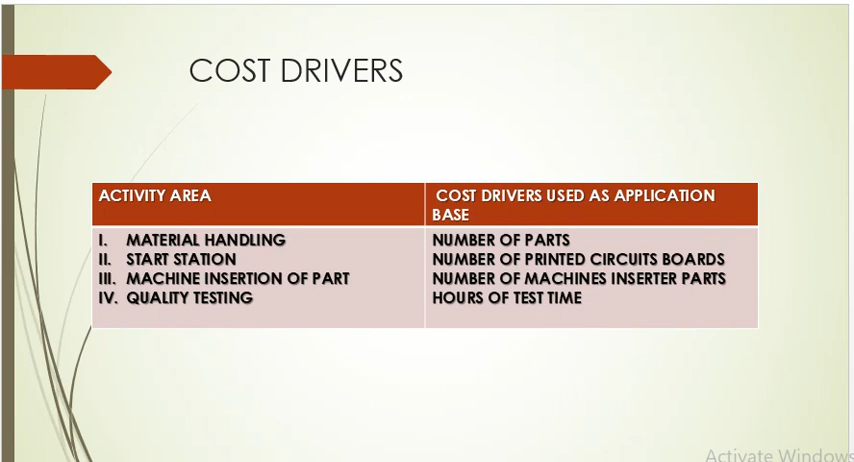 COST DRIVERS
ACTIVITY AREA
COST DRIVERS USED AS APPLICATION
BASE
I. MATERIAL HANDLING
II. START STATION
III. MACHINE INSERTION OF PART
IV. QUALITY TESTING
NUMBER OF PARTS
NUMBER OF PRINTED CIRCUITS BOARDS
NUMBER OF MACHINES INSERTER PARTS
HOURS OF TEST TIME
Activate Windows